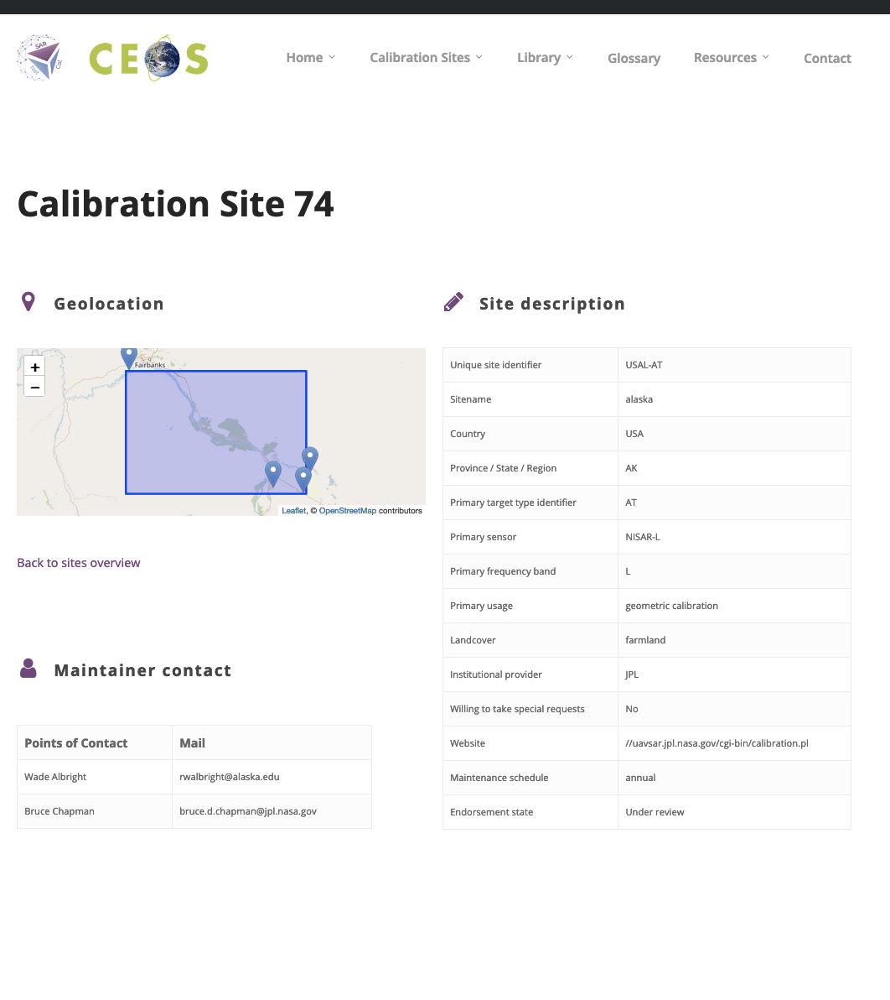 SAR
CAL
NET
CEOS
Home
Calibration Sites
Library
Glossary
Resources
Contact
Calibration Site 74
Geolocation
+
−
Fairbanks
Leaflet, © OpenStreetMap contributors
Back to sites overview
Maintainer contact
Points of Contact Mail
Wade Albright rwalbright@alaska.edu
Bruce Chapman bruce.d.chapman@jpl.nasa.gov
Site description
Unique site identifier USAL-AT
Sitename alaska
Country USA
Province / State / Region AK
Primary target type identifier AT
Primary sensor NISAR-L
Primary frequency band L
Primary usage geometric calibration
Landcover farmland
Institutional provider JPL
Willing to take special requests No
Website //uavsar.jpl.nasa.gov/cgi-bin/calibration.pl
Maintenance schedule annual
Endorsement state Under review